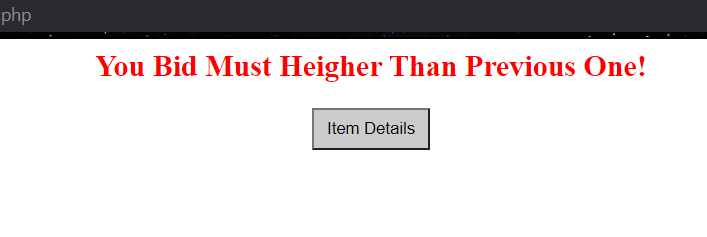 php
You Bid Must Heigher Than Previous One!
Item Details